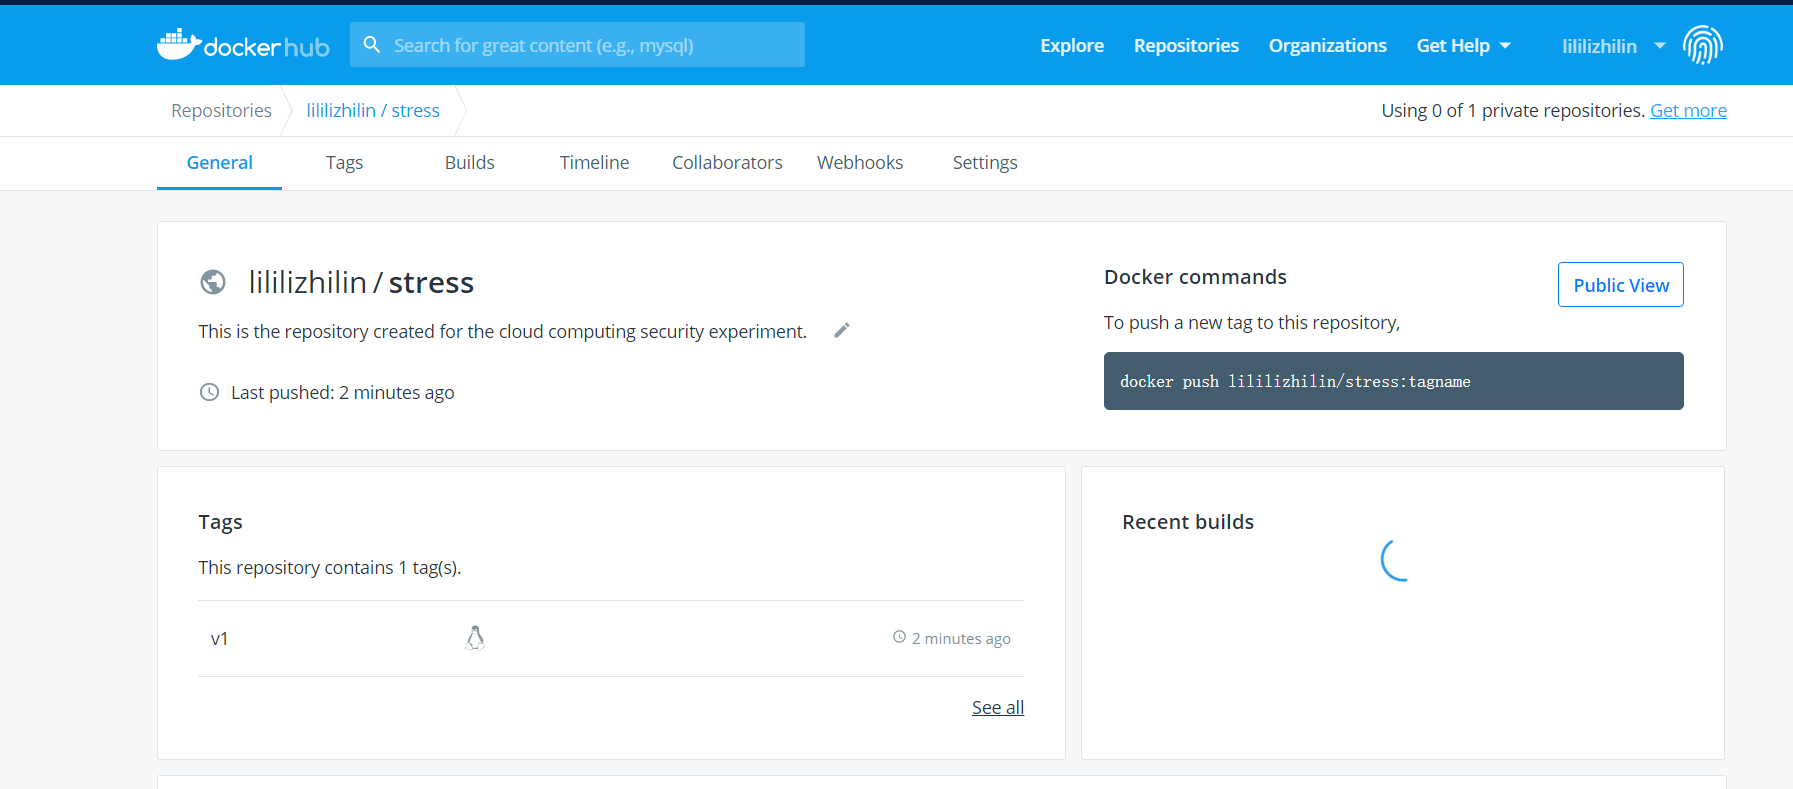 docker hub
Search for great content (e.g., mysql)
Explore
Repositories
Organizations
Get Help
lililizhilin
Repositories
lililizhilin / stress
Using 0 of 1 private repositories. Get more
General
Tags
Builds
Timeline
Collaborators
Webhooks
Settings
lililizhilin / stress
This is the repository created for the cloud computing security experiment.
Last pushed: 2 minutes ago
Docker commands
Public View
To push a new tag to this repository,
docker push lililizhilin/stress:tagname
Tags
This repository contains 1 tag(s).
v1
2 minutes ago
See all
Recent builds